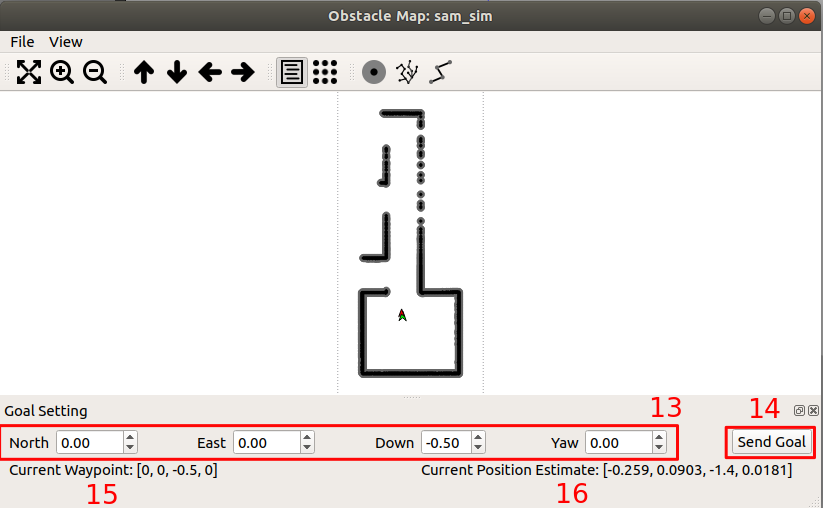 Obstacle Map: sam_sim
File View
Goal Setting
13
14
North 0.00 East 0.00 Down -0.50 Yaw 0.00 Send Goal
Current Waypoint: [0, 0, -0.5, 0] Current Position Estimate: [-0.259, 0.0903, -1.4, 0.0181]
15
16